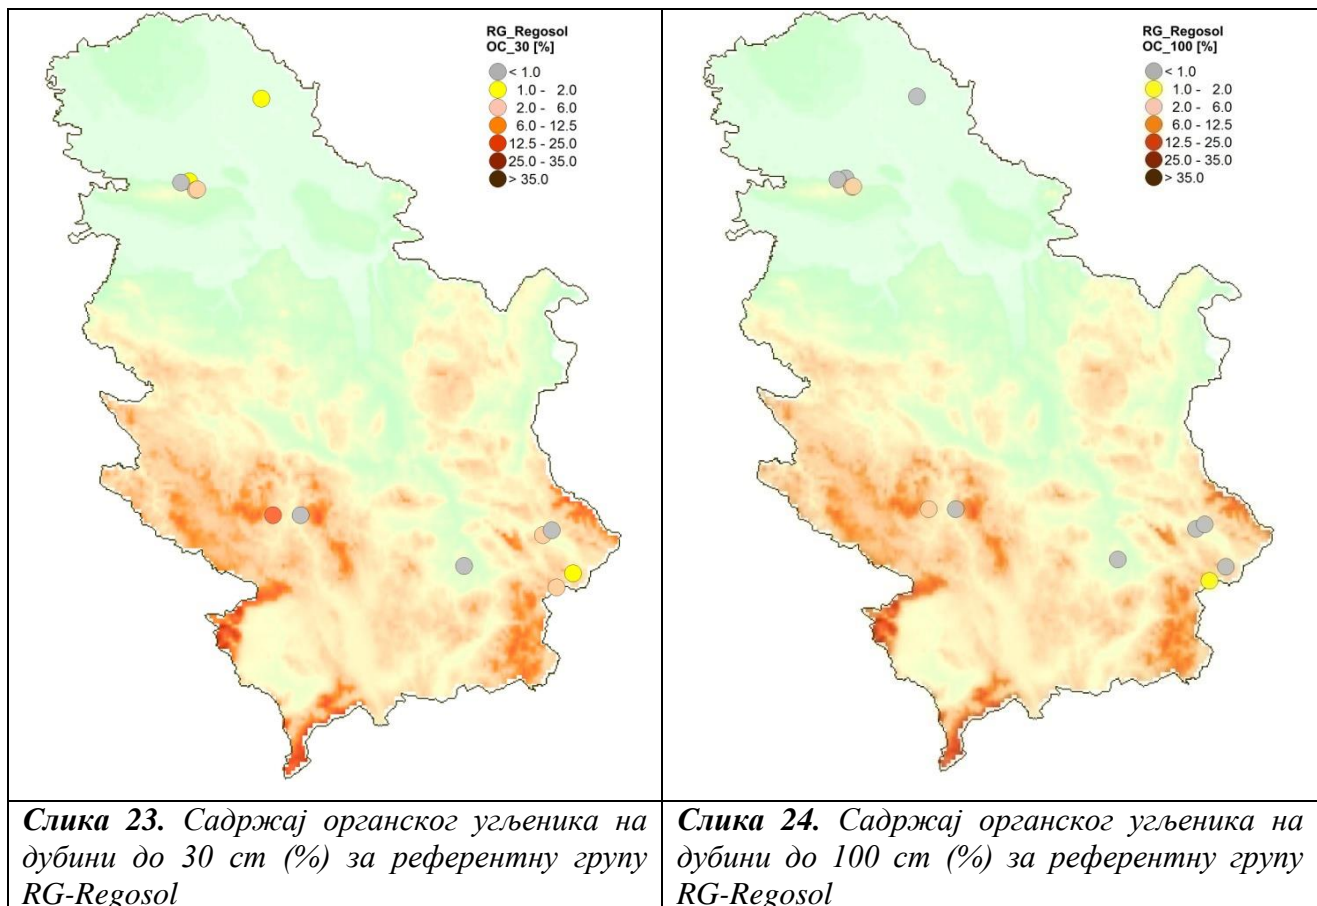 RG_Regosol
OC_30 [%]
< 1.0
1.0 - 2.0
2.0 - 6.0
6.0 - 12.5
12.5 - 25.0
25.0 - 35.0
> 35.0
RG_Regosol
OC_100 [%]
< 1.0
1.0 - 2.0
2.0 - 6.0
6.0 - 12.5
12.5 - 25.0
25.0 - 35.0
> 35.0
Слика 23. Садржај органског угљеника на
дубини до 30 cm (%) за референтну групу
RG-Regosol
Слика 24. Садржај органског угљеника на
дубини до 100 cm (%) за референтну групу
RG-Regosol